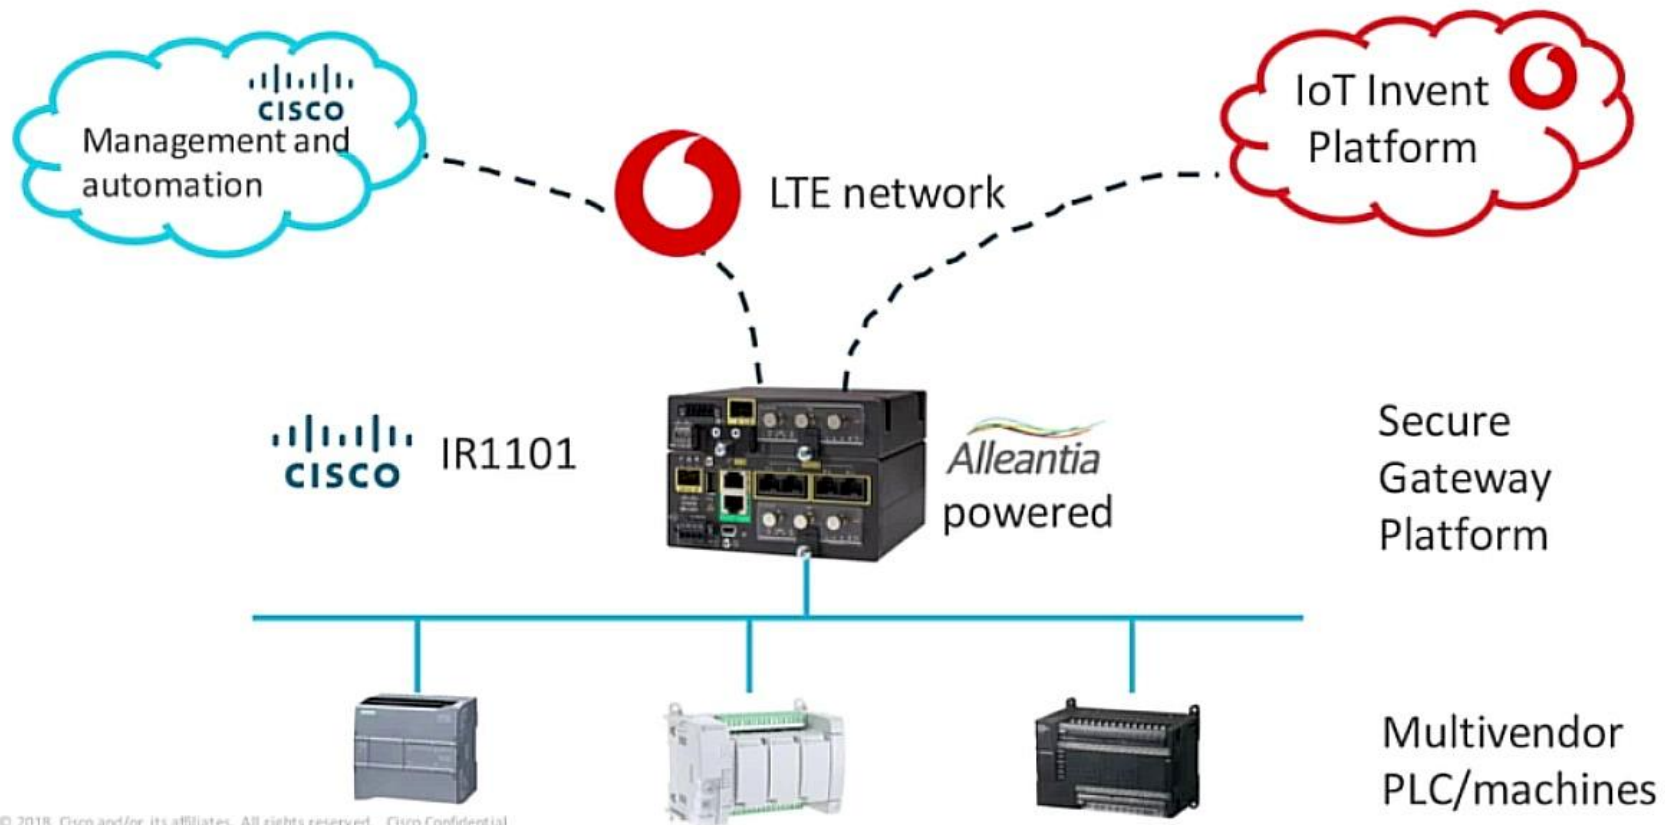 CISCO
Management and
automation
IoT Invent
Platform
LTE network
CISCO
IR1101
Alleantia
powered
Secure
Gateway
Platform
Multivendor
PLC/machines
© 2018 Cisco and/or its affiliates. All rights reserved. Cisco Confidential